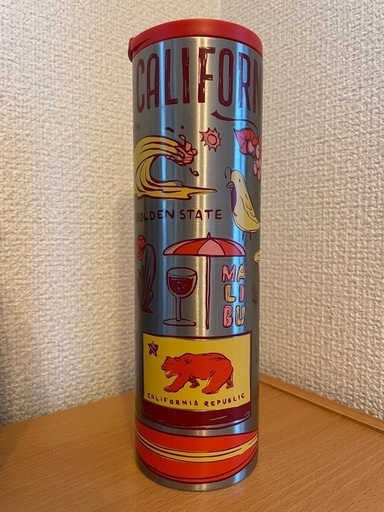 CALIFORN
GOLDEN STATE
MA
LI
BU
CALIFORNIA REPUBLIC